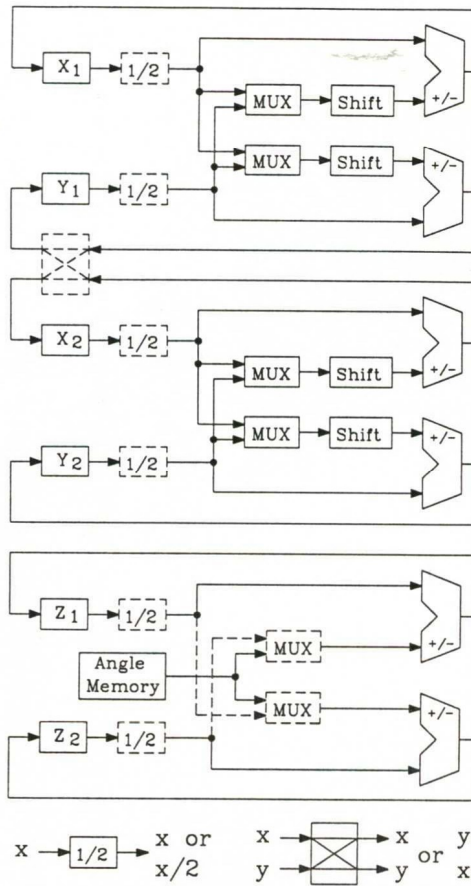 X1 1/2
MUX Shift +/-
MUX Shift +/-
Y1 1/2
X2 1/2
MUX Shift +/-
MUX Shift +/-
Y2 1/2
Z1 1/2
MUX +/-
Angle
Memory
MUX +/-
Z2 1/2
x 1/2 x or
x/2
x x y
or
y y x